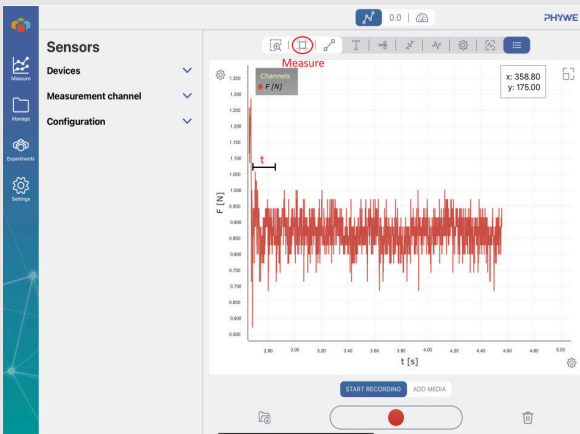 0.0
PHYWE
Sensors
Devices
Measurement channel
Configuration
Measure
Manage
Experiments
Settings
T
Measure
Channels
F [N]
x: 358.80
y: 175.00
t
F [N]
1.350
1.300
1.250
1.200
1.150
1.100
1.050
1.000
0.950
0.900
0.850
0.800
0.750
0.700
0.650
0.600
0.550
2.80 3.00 3.20 3.40 3.60 3.80 4.00 4.20 4.40 4.60 4.80 5.00
t [s]
START RECORDING ADD MEDIA